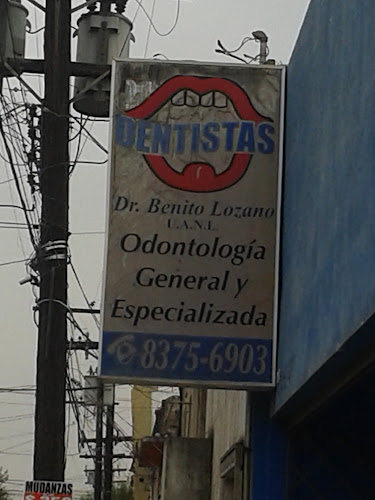 DENTISTAS
Dr. Benito Lozano
U.A.N.L.
Odontología
General y
Especializada
8375-6903
MUDANZAS